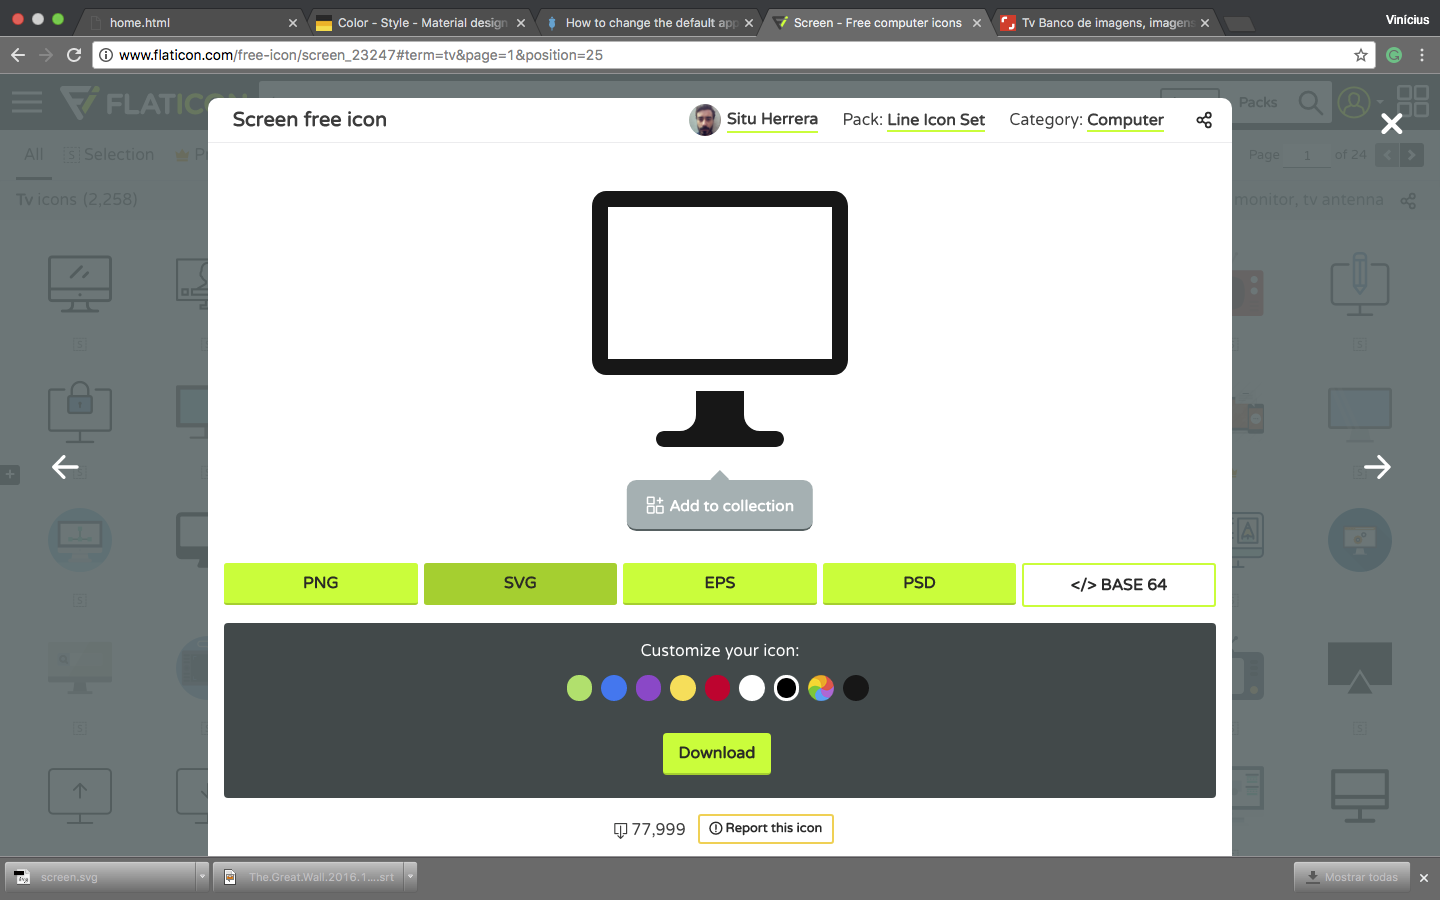 home.html
Color - Style - Material design
How to change the default app
Screen - Free computer icons
Tv Banco de imagens, imagens
Vinícius
www.flaticon.com/free-icon/screen_23247#term=tv&page=1&position=25
FLATICON
Packs
Screen free icon
Situ Herrera
Pack: Line Icon Set
Category: Computer
All
Selection
Page 1 of 24
Tv icons (2,258)
monitor, tv antenna
Add to collection
PNG
SVG
EPS
PSD
</> BASE 64
Customize your icon:
Download
77,999
Report this icon
screen.svg
The.Great.Wall.2016.1....srt
Mostrar todas